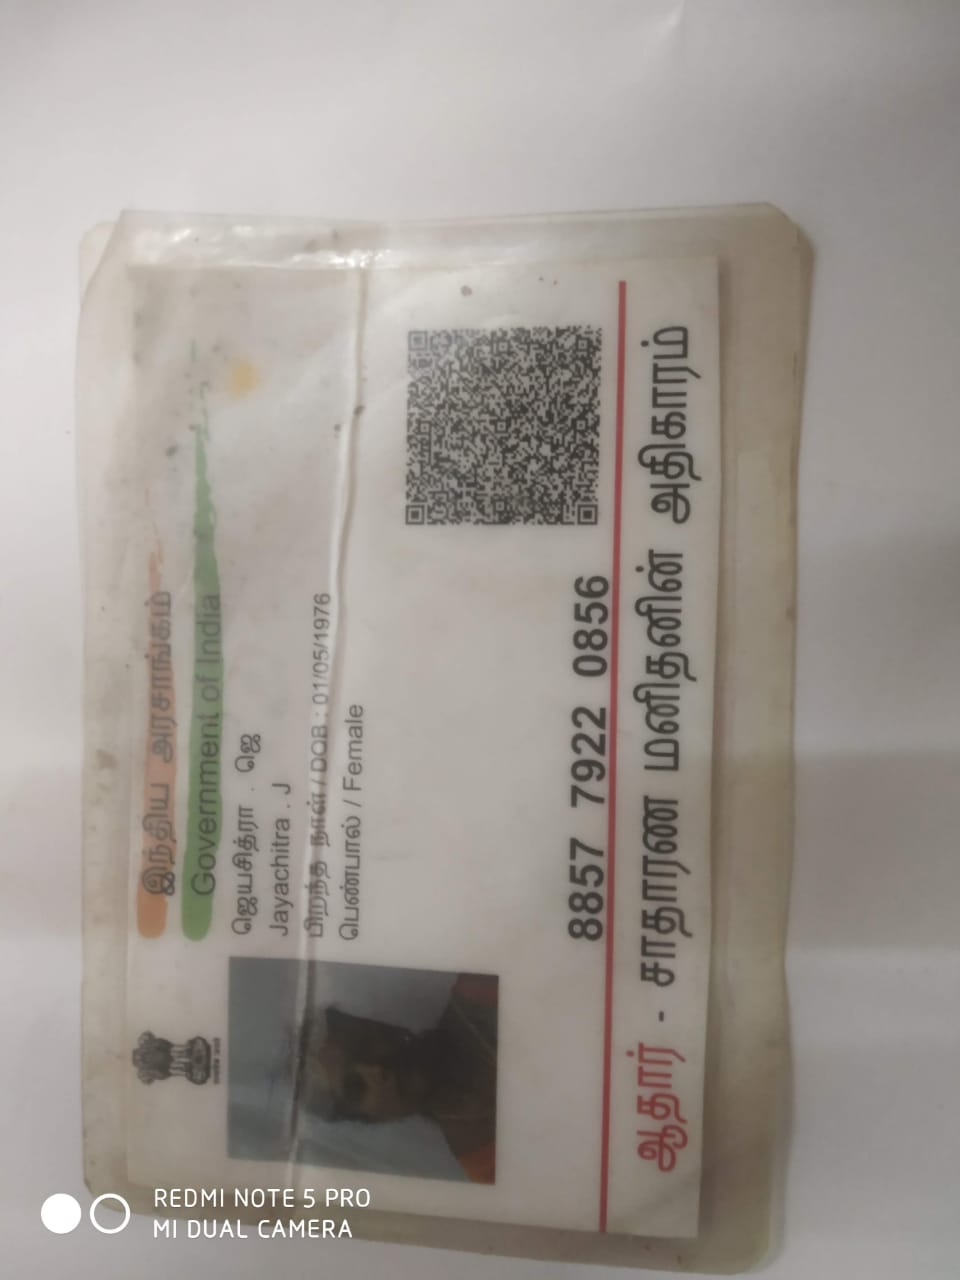 இந்திய அரசாங்கம்
Government of India
ஜெயசித்ரா . ஜெ
Jayachitra . J
பிறந்த நாள் / DOB : 01/05/1976
பெண்பால் / Female
8857 7922 0856
ஆதார் - சாதாரண மனிதனின் அதிகாரம்
REDMI NOTE 5 PRO
MI DUAL CAMERA